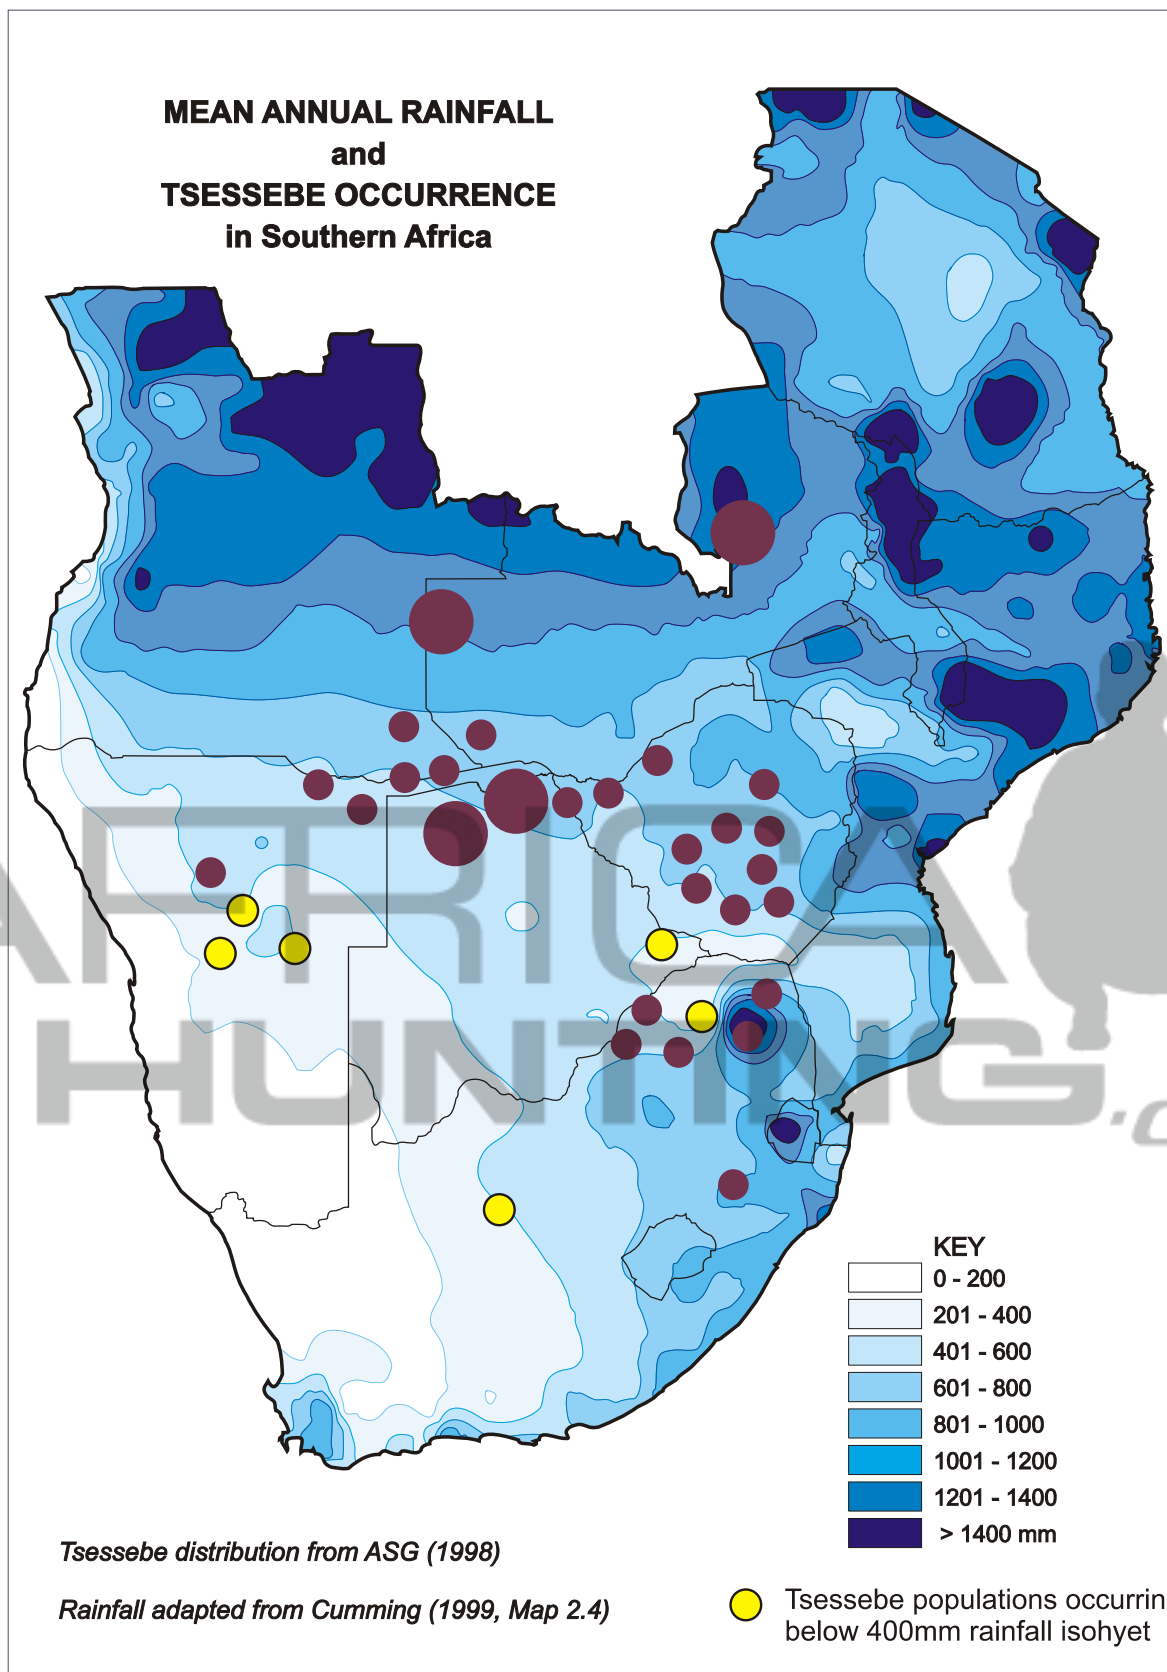 MEAN ANNUAL RAINFALL
and
TSESSEBE OCCURRENCE
in Southern Africa
AFRICA
HUNTING.c
KEY
0 - 200
201 - 400
401 - 600
601 - 800
801 - 1000
1001 - 1200
1201 - 1400
> 1400 mm
Tsessebe distribution from ASG (1998)
Rainfall adapted from Cumming (1999, Map 2.4)
Tsessebe populations occurrin
below 400mm rainfall isohyet